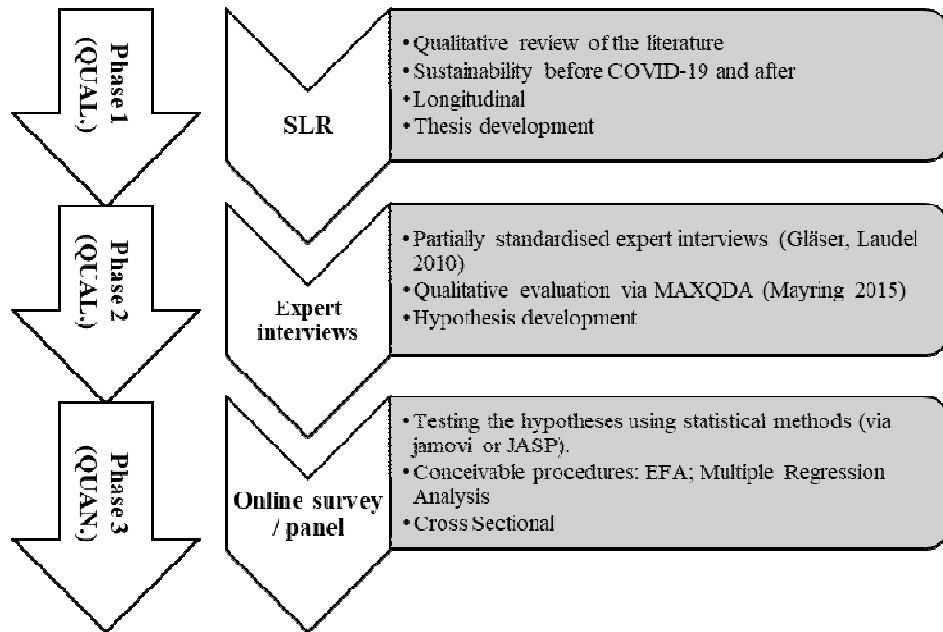 Phase 1
(QUAL.)
SLR
• Qualitative review of the literature
• Sustainability before COVID-19 and after
• Longitudinal
• Thesis development
Phase 2
(QUAL.)
Expert
interviews
• Partially standardised expert interviews (Gläser, Laudel
2010)
• Qualitative evaluation via MAXQDA (Mayring 2015)
• Hypothesis development
Phase 3
(QUAN.)
Online survey
/ panel
• Testing the hypotheses using statistical methods (via
jamovi or JASP).
• Conceivable procedures: EFA; Multiple Regression
Analysis
• Cross Sectional